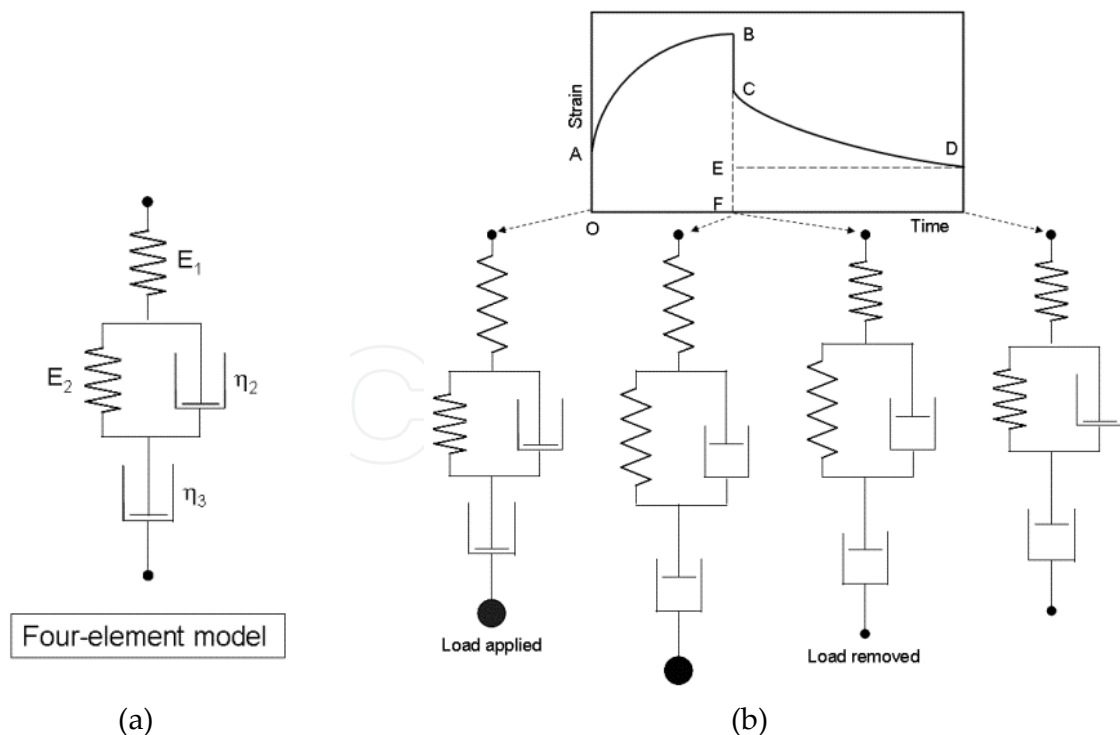 E₁
E₂
η₂
η₃
Four-element model
(a)
Strain
A
B
C
D
E
F
O
Time
Load applied
Load removed
(b)